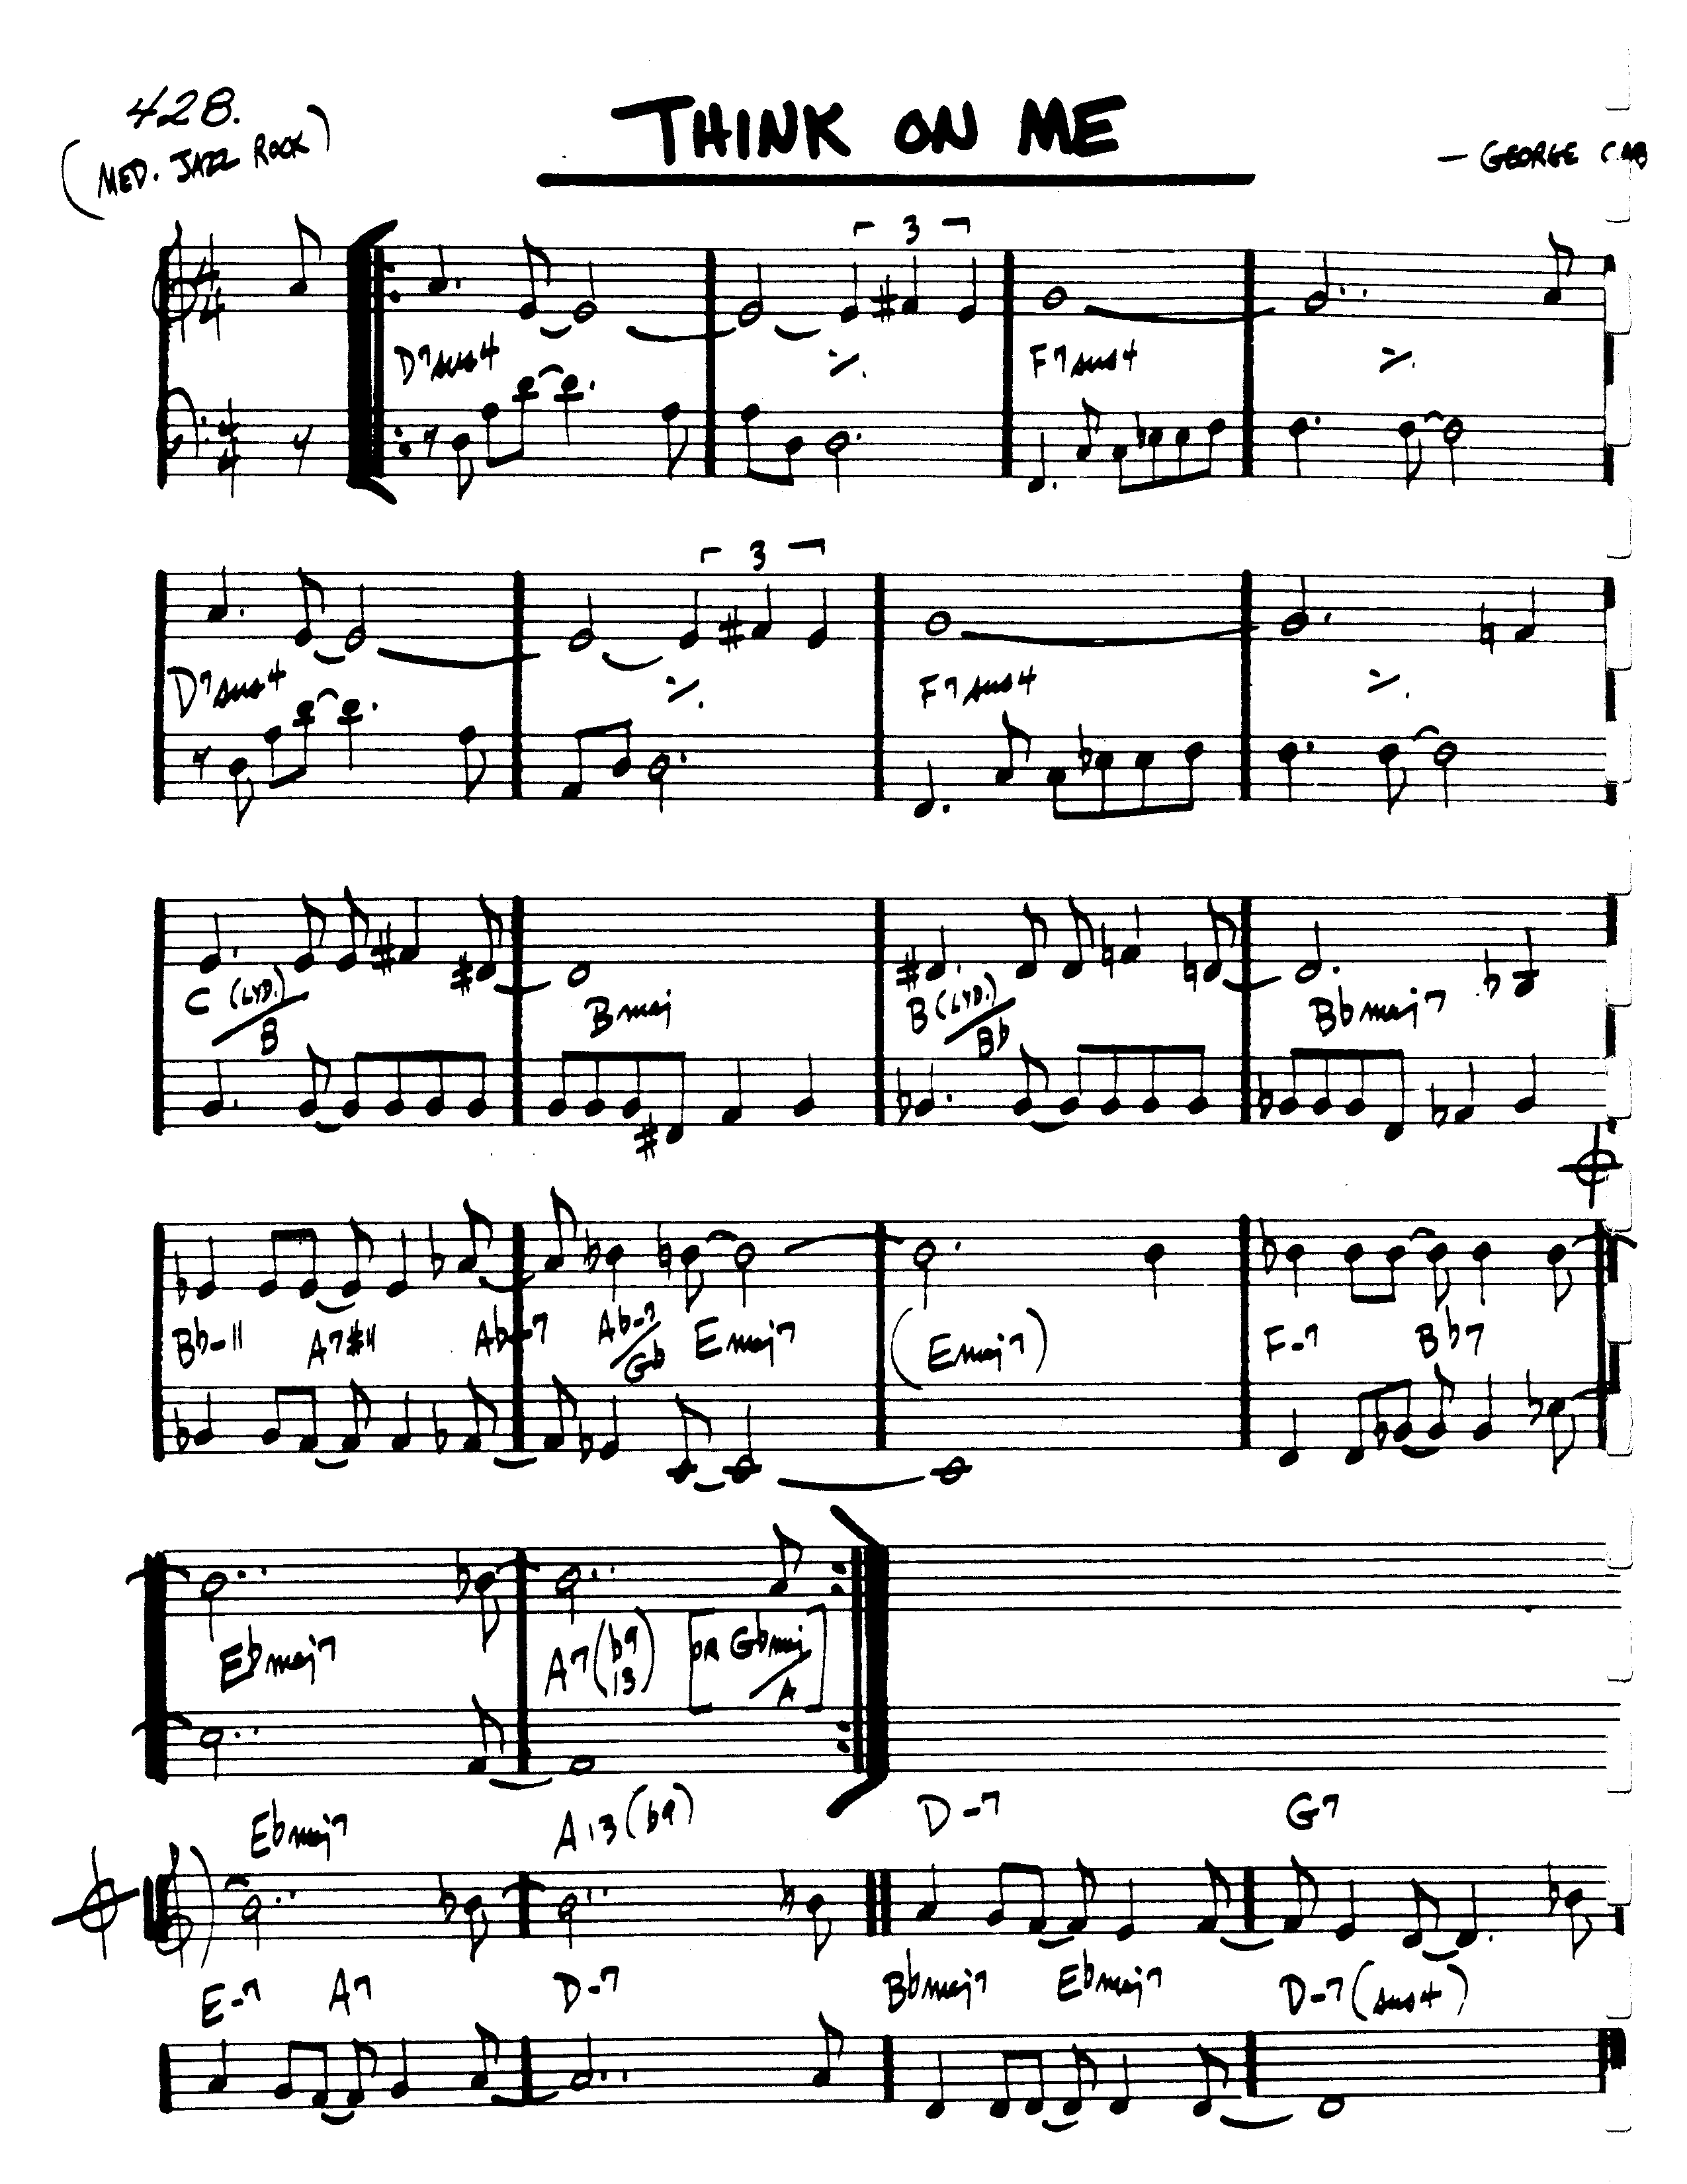 428.
THINK ON ME
(MED. JAZZ ROCK)
— GEORGE
3
D7sus4 ٪ F7sus4 ٪
3
D7sus4 ٪ F7sus4 ٪
C (LYD.)/B Bmaj B (LYD.)/Bb Bbmaj7
Bb-11 A7#11 Ab-7 Ab-7/Gb Emaj7 (Emaj7) F-7 Bb7
Ebmaj7 A7(b9 13) [OR Gbmaj/A]
Ebmaj7 A13(b9) D-7 G7
E-7 A7 D-7 Bbmaj7 Ebmaj7 D-7(sus4)